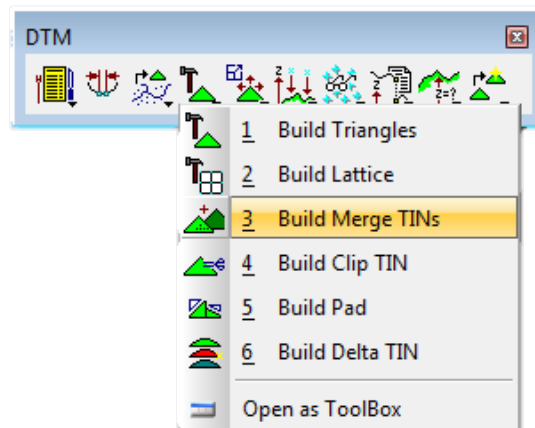 DTM
1 Build Triangles
2 Build Lattice
3 Build Merge TINs
4 Build Clip TIN
5 Build Pad
6 Build Delta TIN
Open as ToolBox